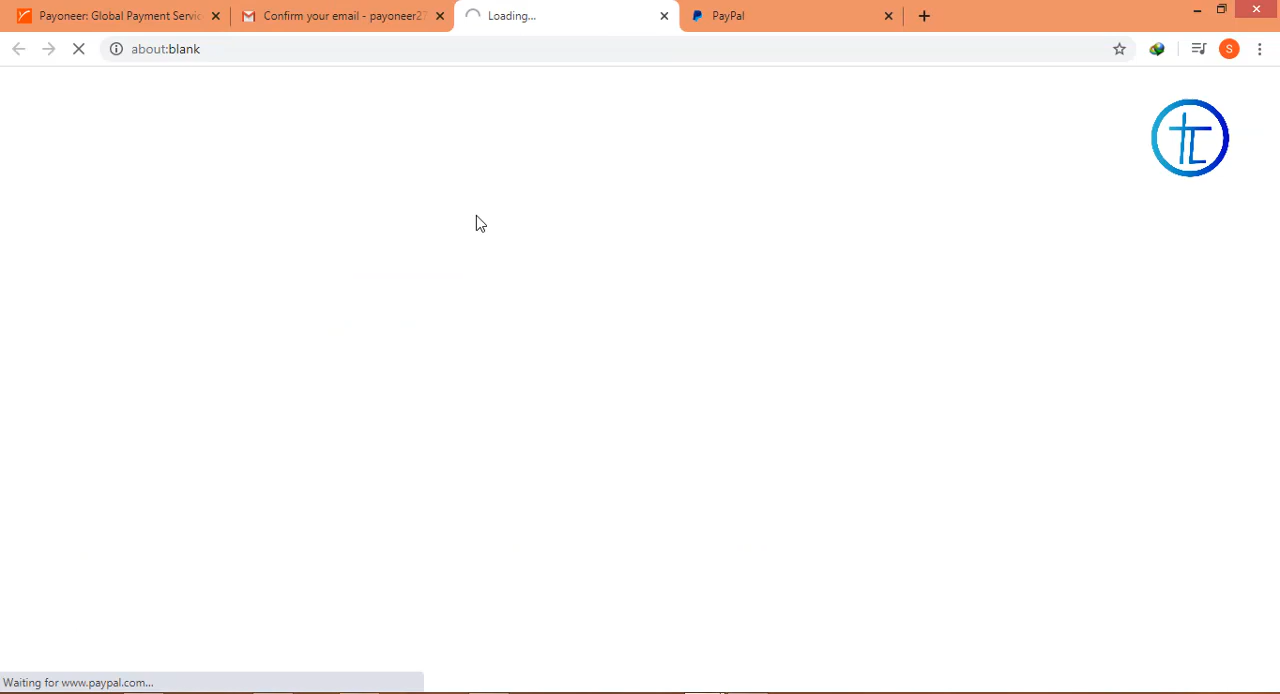 Payoneer: Global Payment Servic
Confirm your email - payoneer2?
Loading...
PayPal
about:blank
S
Waiting for www.paypal.com...